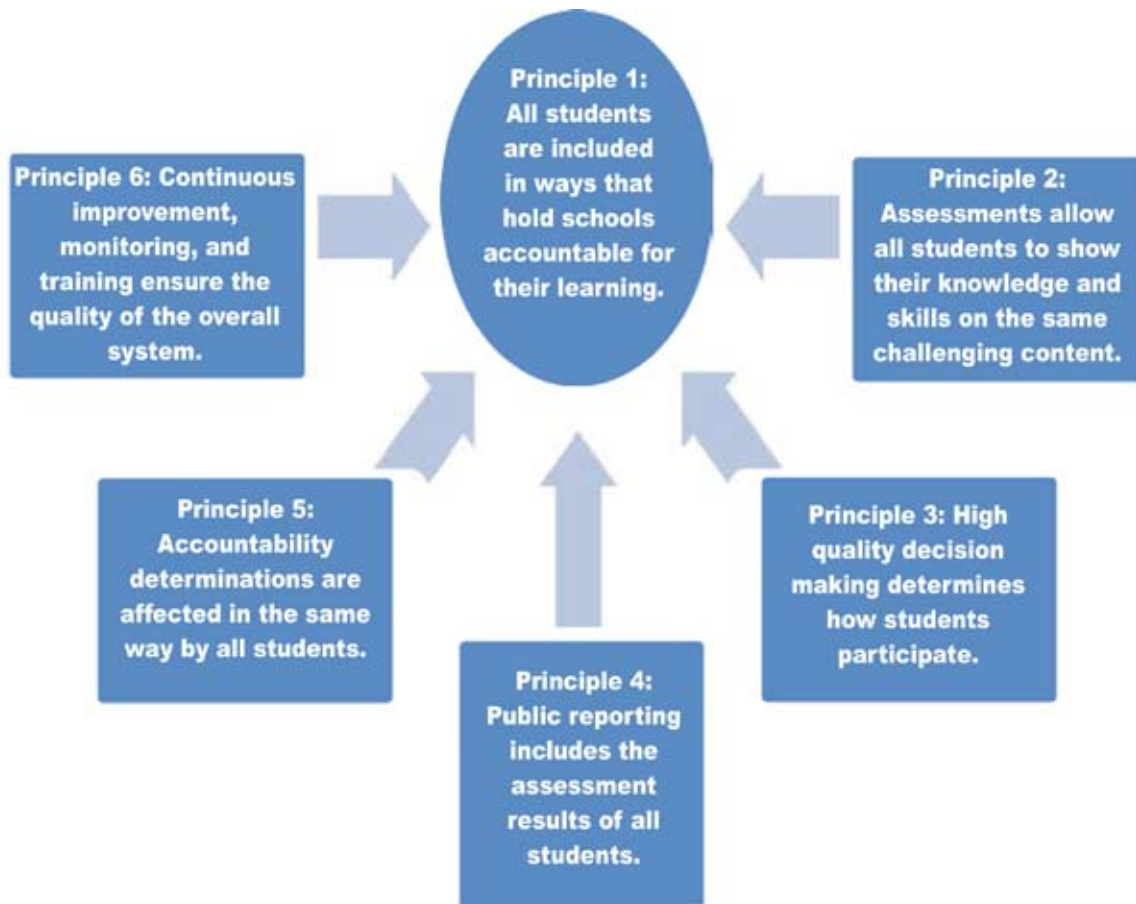 Principle 1:
All students
are included
in ways that
hold schools
accountable for
their learning.
Principle 2:
Assessments allow
all students to show
their knowledge and
skills on the same
challenging content.
Principle 3: High
quality decision
making determines
how students
participate.
Principle 4:
Public reporting
includes the
assessment
results of all
students.
Principle 5:
Accountability
determinations are
affected in the same
way by all students.
Principle 6: Continuous
improvement,
monitoring, and
training ensure the
quality of the overall
system.